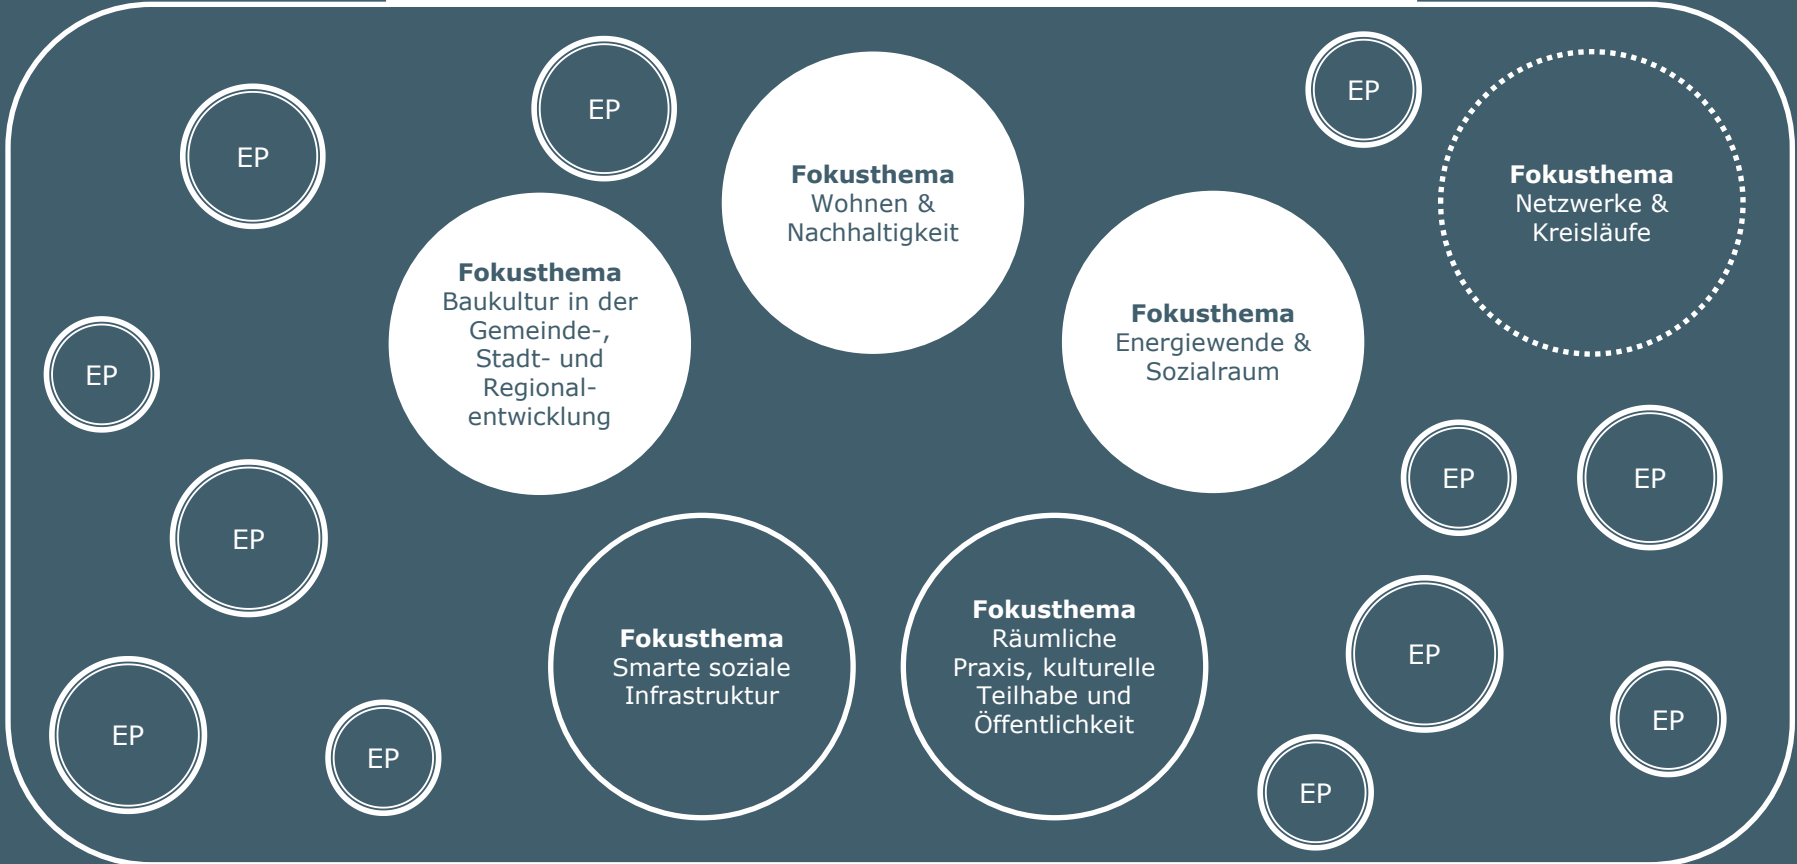 EP
EP
EP
Fokusthema
Wohnen &
Nachhaltigkeit
Fokusthema
Netzwerke &
Kreisläufe
Fokusthema
Baukultur in der
Gemeinde-,
Stadt- und
Regional-
entwicklung
Fokusthema
Energiewende &
Sozialraum
EP
EP
EP
EP
Fokusthema
Smarte soziale
Infrastruktur
Fokusthema
Räumliche
Praxis, kulturelle
Teilhabe und
Öffentlichkeit
EP
EP
EP
EP
EP